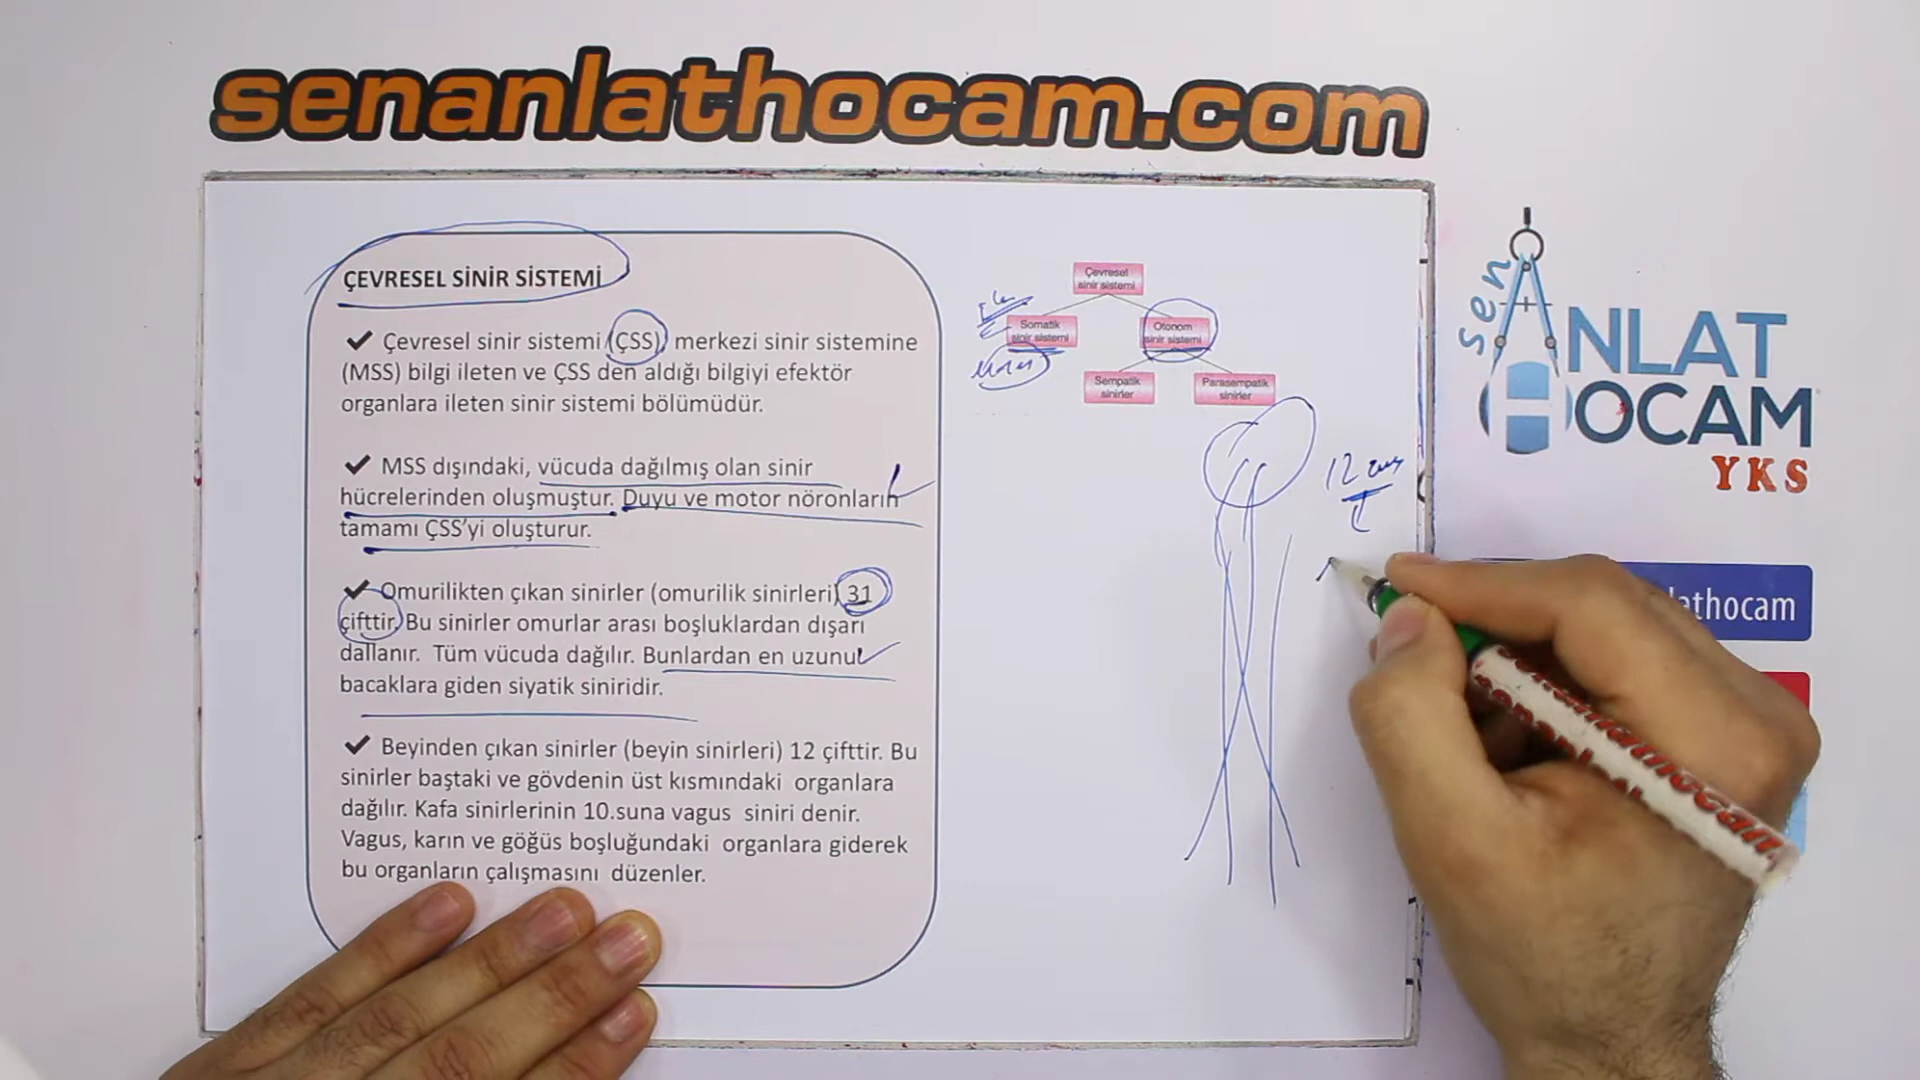 senanlathocam.com
ÇEVRESEL SİNİR SİSTEMİ
✔ Çevresel sinir sistemi (ÇSS), merkezi sinir sistemine
(MSS) bilgi ileten ve ÇSS den aldığı bilgiyi efektör
organlara ileten sinir sistemi bölümüdür.
✔ MSS dışındaki, vücuda dağılmış olan sinir
hücrelerinden oluşmuştur. Duyu ve motor nöronların
tamamı ÇSS'yi oluşturur.
✔ Omurilikten çıkan sinirler (omurilik sinirleri) 31
çifttir. Bu sinirler omurlar arası boşluklardan dışarı
dallanır. Tüm vücuda dağılır. Bunlardan en uzunu
bacaklara giden siyatik siniridir.
✔ Beyinden çıkan sinirler (beyin sinirleri) 12 çifttir. Bu
sinirler baştaki ve gövdenin üst kısmındaki organlara
dağılır. Kafa sinirlerinin 10.suna vagus siniri denir.
Vagus, karın ve göğüs boşluğundaki organlara giderek
bu organların çalışmasını düzenler.
Çevresel
sinir sistemi
Somatik
sinir sistemi
Otonom
sinir sistemi
Sempatik
sinirler
Parasempatik
sinirler
12
sen
ANLAT
HOCAM
YKS
lathocam
senanlathocam